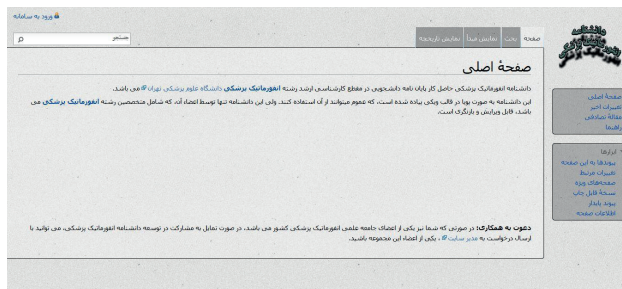 ورود به سامانه
دانشنامه
انفورماتیک پزشکی
صفحه
بحث
نمایش مبدأ
نمایش تاریخچه
جستجو
صفحهٔ اصلی
دانشنامه انفورماتیک پزشکی حاصل کار پایان نامه دانشجویی در مقطع کارشناسی ارشد رشته انفورماتیک پزشکی دانشگاه علوم پزشکی تهران می باشد.
این دانشنامه به صورت پویا در قالب ویکی پیاده شده است، که عموم میتوانند از آن استفاده کنند. ولی این دانشنامه تنها توسط اعضاء آن، که شامل متخصصین رشته انفورماتیک پزشکی می
باشد، قابل ویرایش و بازنگری است.
دعوت به همکاری: در صورتی که شما نیز یکی از اعضای جامعه علمی انفورماتیک پزشکی کشور می باشد، در صورت تمایل به مشارکت در توسعه دانشنامه انفورماتیک پزشکی، می توانید با
ارسال درخواست به مدیر سایت ، یکی از اعضاء این مجموعه باشید.
صفحهٔ اصلی
تغییرات اخیر
مقالهٔ تصادفی
راهنما
ابزارها
پیوندها به این صفحه
تغییرات مرتبط
صفحه‌های ویژه
نسخهٔ قابل چاپ
پیوند پایدار
اطلاعات صفحه